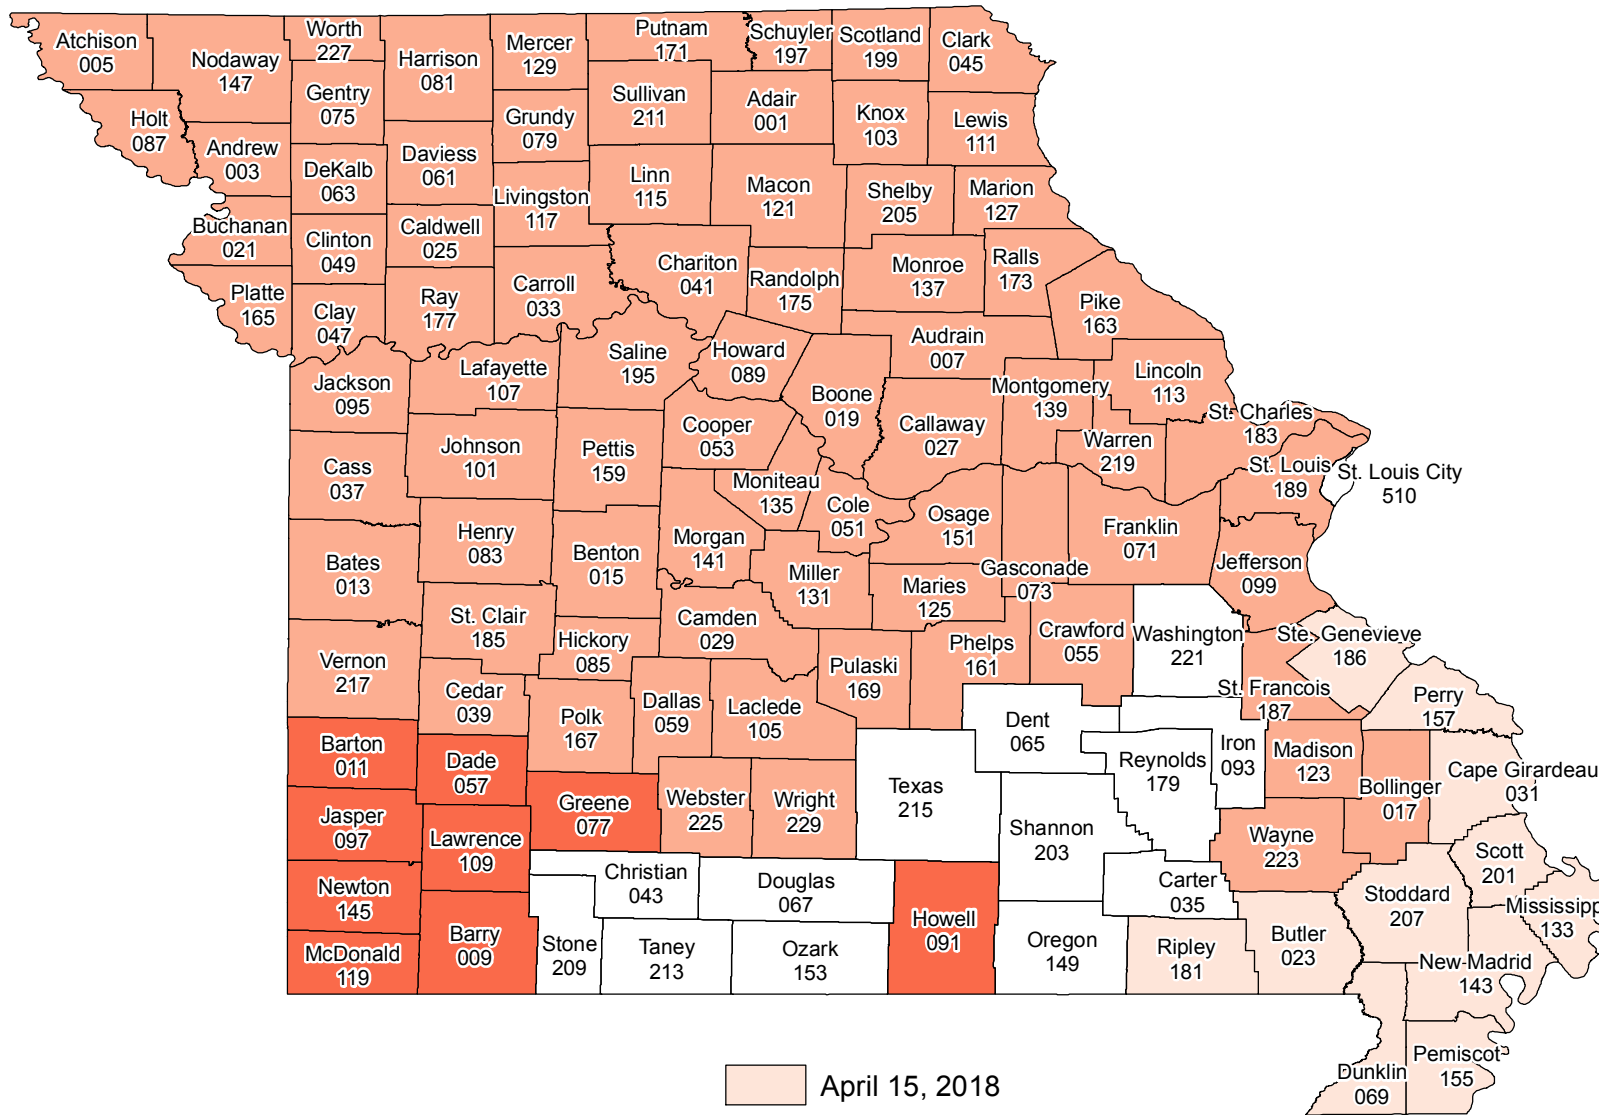 Atchison
005
Nodaway
147
Worth
227
Harrison
081
Mercer
129
Putnam
171
Schuyler
197
Scotland
199
Clark
045
Holt
087
Andrew
003
Gentry
075
DeKalb
063
Daviess
061
Grundy
079
Sullivan
211
Adair
001
Knox
103
Lewis
111
Buchanan
021
Clinton
049
Caldwell
025
Livingston
117
Linn
115
Macon
121
Shelby
205
Marion
127
Platte
165
Clay
047
Ray
177
Carroll
033
Chariton
041
Randolph
175
Monroe
137
Ralls
173
Pike
163
Jackson
095
Lafayette
107
Saline
195
Howard
089
Boone
019
Audrain
007
Callaway
027
Montgomery
139
Lincoln
113
Warren
219
St. Charles
183
St. Louis
189
St. Louis City
510
Cass
037
Johnson
101
Pettis
159
Cooper
053
Moniteau
135
Cole
051
Osage
151
Gasconade
073
Franklin
071
Jefferson
099
Bates
013
Henry
083
Benton
015
Morgan
141
Miller
131
Maries
125
Vernon
217
St. Clair
185
Hickory
085
Camden
029
Pulaski
169
Phelps
161
Crawford
055
Washington
221
Ste. Genevieve
186
St. Francois
187
Perry
157
Cedar
039
Polk
167
Dallas
059
Laclede
105
Dent
065
Iron
093
Reynolds
179
Madison
123
Bollinger
017
Cape Girardeau
031
Barton
011
Dade
057
Greene
077
Webster
225
Wright
229
Texas
215
Shannon
203
Wayne
223
Scott
201
Jasper
097
Lawrence
109
Christian
043
Douglas
067
Howell
091
Carter
035
Stoddard
207
Mississipp
133
Newton
145
McDonald
119
Barry
009
Stone
209
Taney
213
Ozark
153
Oregon
149
Ripley
181
Butler
023
New Madrid
143
Dunklin
069
Pemiscot
155
April 15, 2018